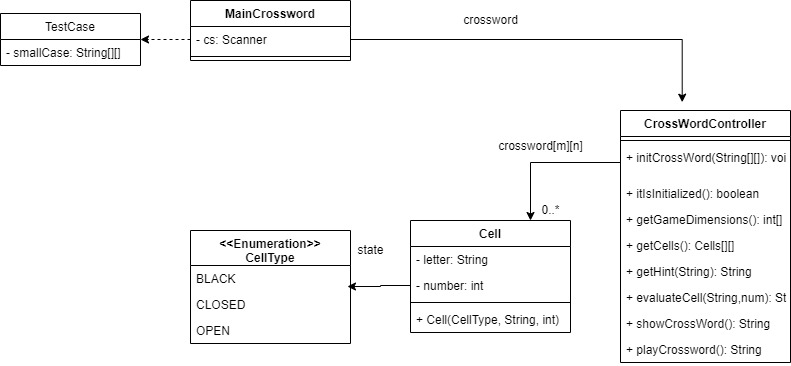 TestCase
- smallCase: String[][]
MainCrossword
- cs: Scanner
crossword
CrossWordController
+ initCrossWord(String[][]): voi
+ itIsInitialized(): boolean
+ getGameDimensions(): int[]
+ getCells(): Cells[][]
+ getHint(String): String
+ evaluateCell(String,num): St
+ showCrossWord(): String
+ playCrossword(): String
crossword[m][n]
0..*
Cell
- letter: String
- number: int
+ Cell(CellType, String, int)
state
<<Enumeration>>
CellType
BLACK
CLOSED
OPEN